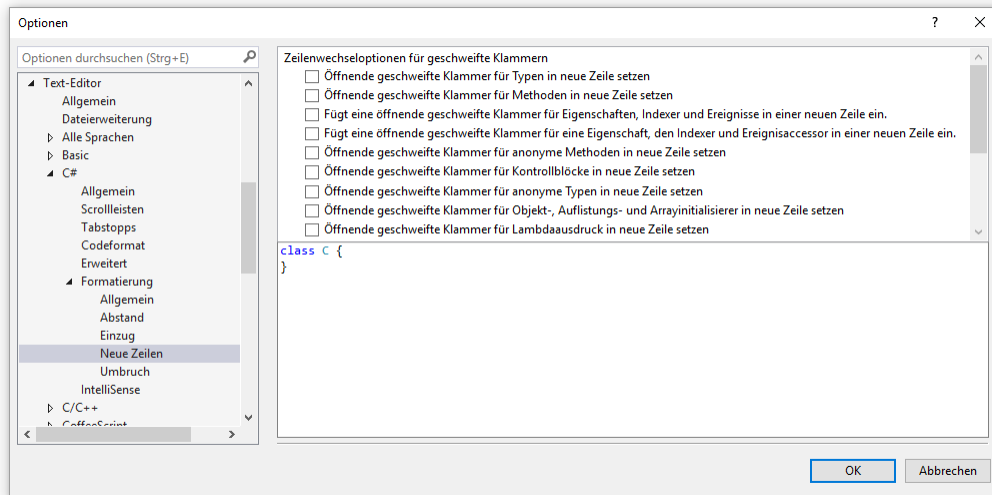 Optionen
?
Optionen durchsuchen (Strg+E)
Text-Editor
Allgemein
Dateierweiterung
Alle Sprachen
Basic
C#
Allgemein
Scrollleisten
Tabstopps
Codeformat
Erweitert
Formatierung
Allgemein
Abstand
Einzug
Neue Zeilen
Umbruch
IntelliSense
C/C++
CoffeeScript
Zeilenwechseloptionen für geschweifte Klammern
Öffnende geschweifte Klammer für Typen in neue Zeile setzen
Öffnende geschweifte Klammer für Methoden in neue Zeile setzen
Fügt eine öffnende geschweifte Klammer für Eigenschaften, Indexer und Ereignisse in einer neuen Zeile ein.
Fügt eine öffnende geschweifte Klammer für eine Eigenschaft, den Indexer und Ereignisaccessor in einer neuen Zeile ein.
Öffnende geschweifte Klammer für anonyme Methoden in neue Zeile setzen
Öffnende geschweifte Klammer für Kontrollblöcke in neue Zeile setzen
Öffnende geschweifte Klammer für anonyme Typen in neue Zeile setzen
Öffnende geschweifte Klammer für Objekt-, Auflistungs- und Arrayinitialisierer in neue Zeile setzen
Öffnende geschweifte Klammer für Lambdaausdruck in neue Zeile setzen
class C {
}
OK
Abbrechen